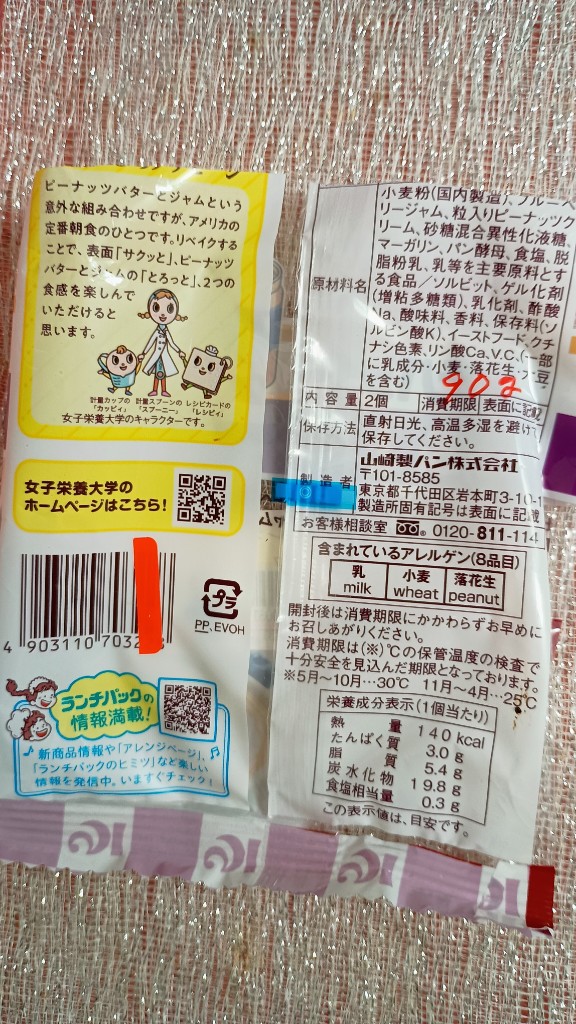 ピーナッツバターとジャムという
意外な組み合わせですが、アメリカの
定番朝食のひとつです。リベイクする
ことで、表面「サクッと」、ピーナッツ
バターとジャムの「とろっと」、2つの
食感を楽しんで
いただけると
思います。
計量カップの 計量スプーンの レシピカードの
「カッピィ」 「スプーニー」 「レシピィ」
女子栄養大学のキャラクターです。
女子栄養大学の
ホームページはこちら!
4 903110 7032
プラ
PP.EVOH
ランチパックの
情報満載!
新商品情報や「アレンジページ」、
「ランチパックのヒミツ」など楽しい
情報を発信中。いますぐチェック!
原材料名
小麦粉(国内製造)、ブルーベ
リージャム、粒入りピーナッツク
リーム、砂糖混合異性化液糖、
マーガリン、パン酵母、食塩、脱
脂粉乳、乳等を主要原料とす
る食品/ソルビット、ゲル化剤
(増粘多糖類)、乳化剤、酢酸
Na、酸味料、香料、保存料(ソ
ルビン酸K)、イーストフード、クチ
ナシ色素、リン酸Ca、V.C、(一部
に乳成分・小麦・落花生・大豆
を含む)
902
内容量 2個 消費期限 表面に記
保存方法 直射日光、高温多湿を避けて
保存してください。
製造者 山崎製パン株式会社
〒101-8585
東京都千代田区岩本町3-10-1
製造所固有記号は表面に記載
お客様相談室 0120-811-114
含まれているアレルゲン(8品目)
乳 小麦 落花生
milk wheat peanut
開封後は消費期限にかかわらずお早めに
お召しあがりください。
消費期限は(※)℃の保管温度の検査で
十分安全を見込んだ期限となっております。
※5月〜10月…30℃ 11月〜4月…25℃
栄養成分表示(1個当たり)
熱量 140 kcal
たんぱく質 3.0 g
脂質 5.4 g
炭水化物 19.8 g
食塩相当量 0.3 g
この表示値は、目安です。